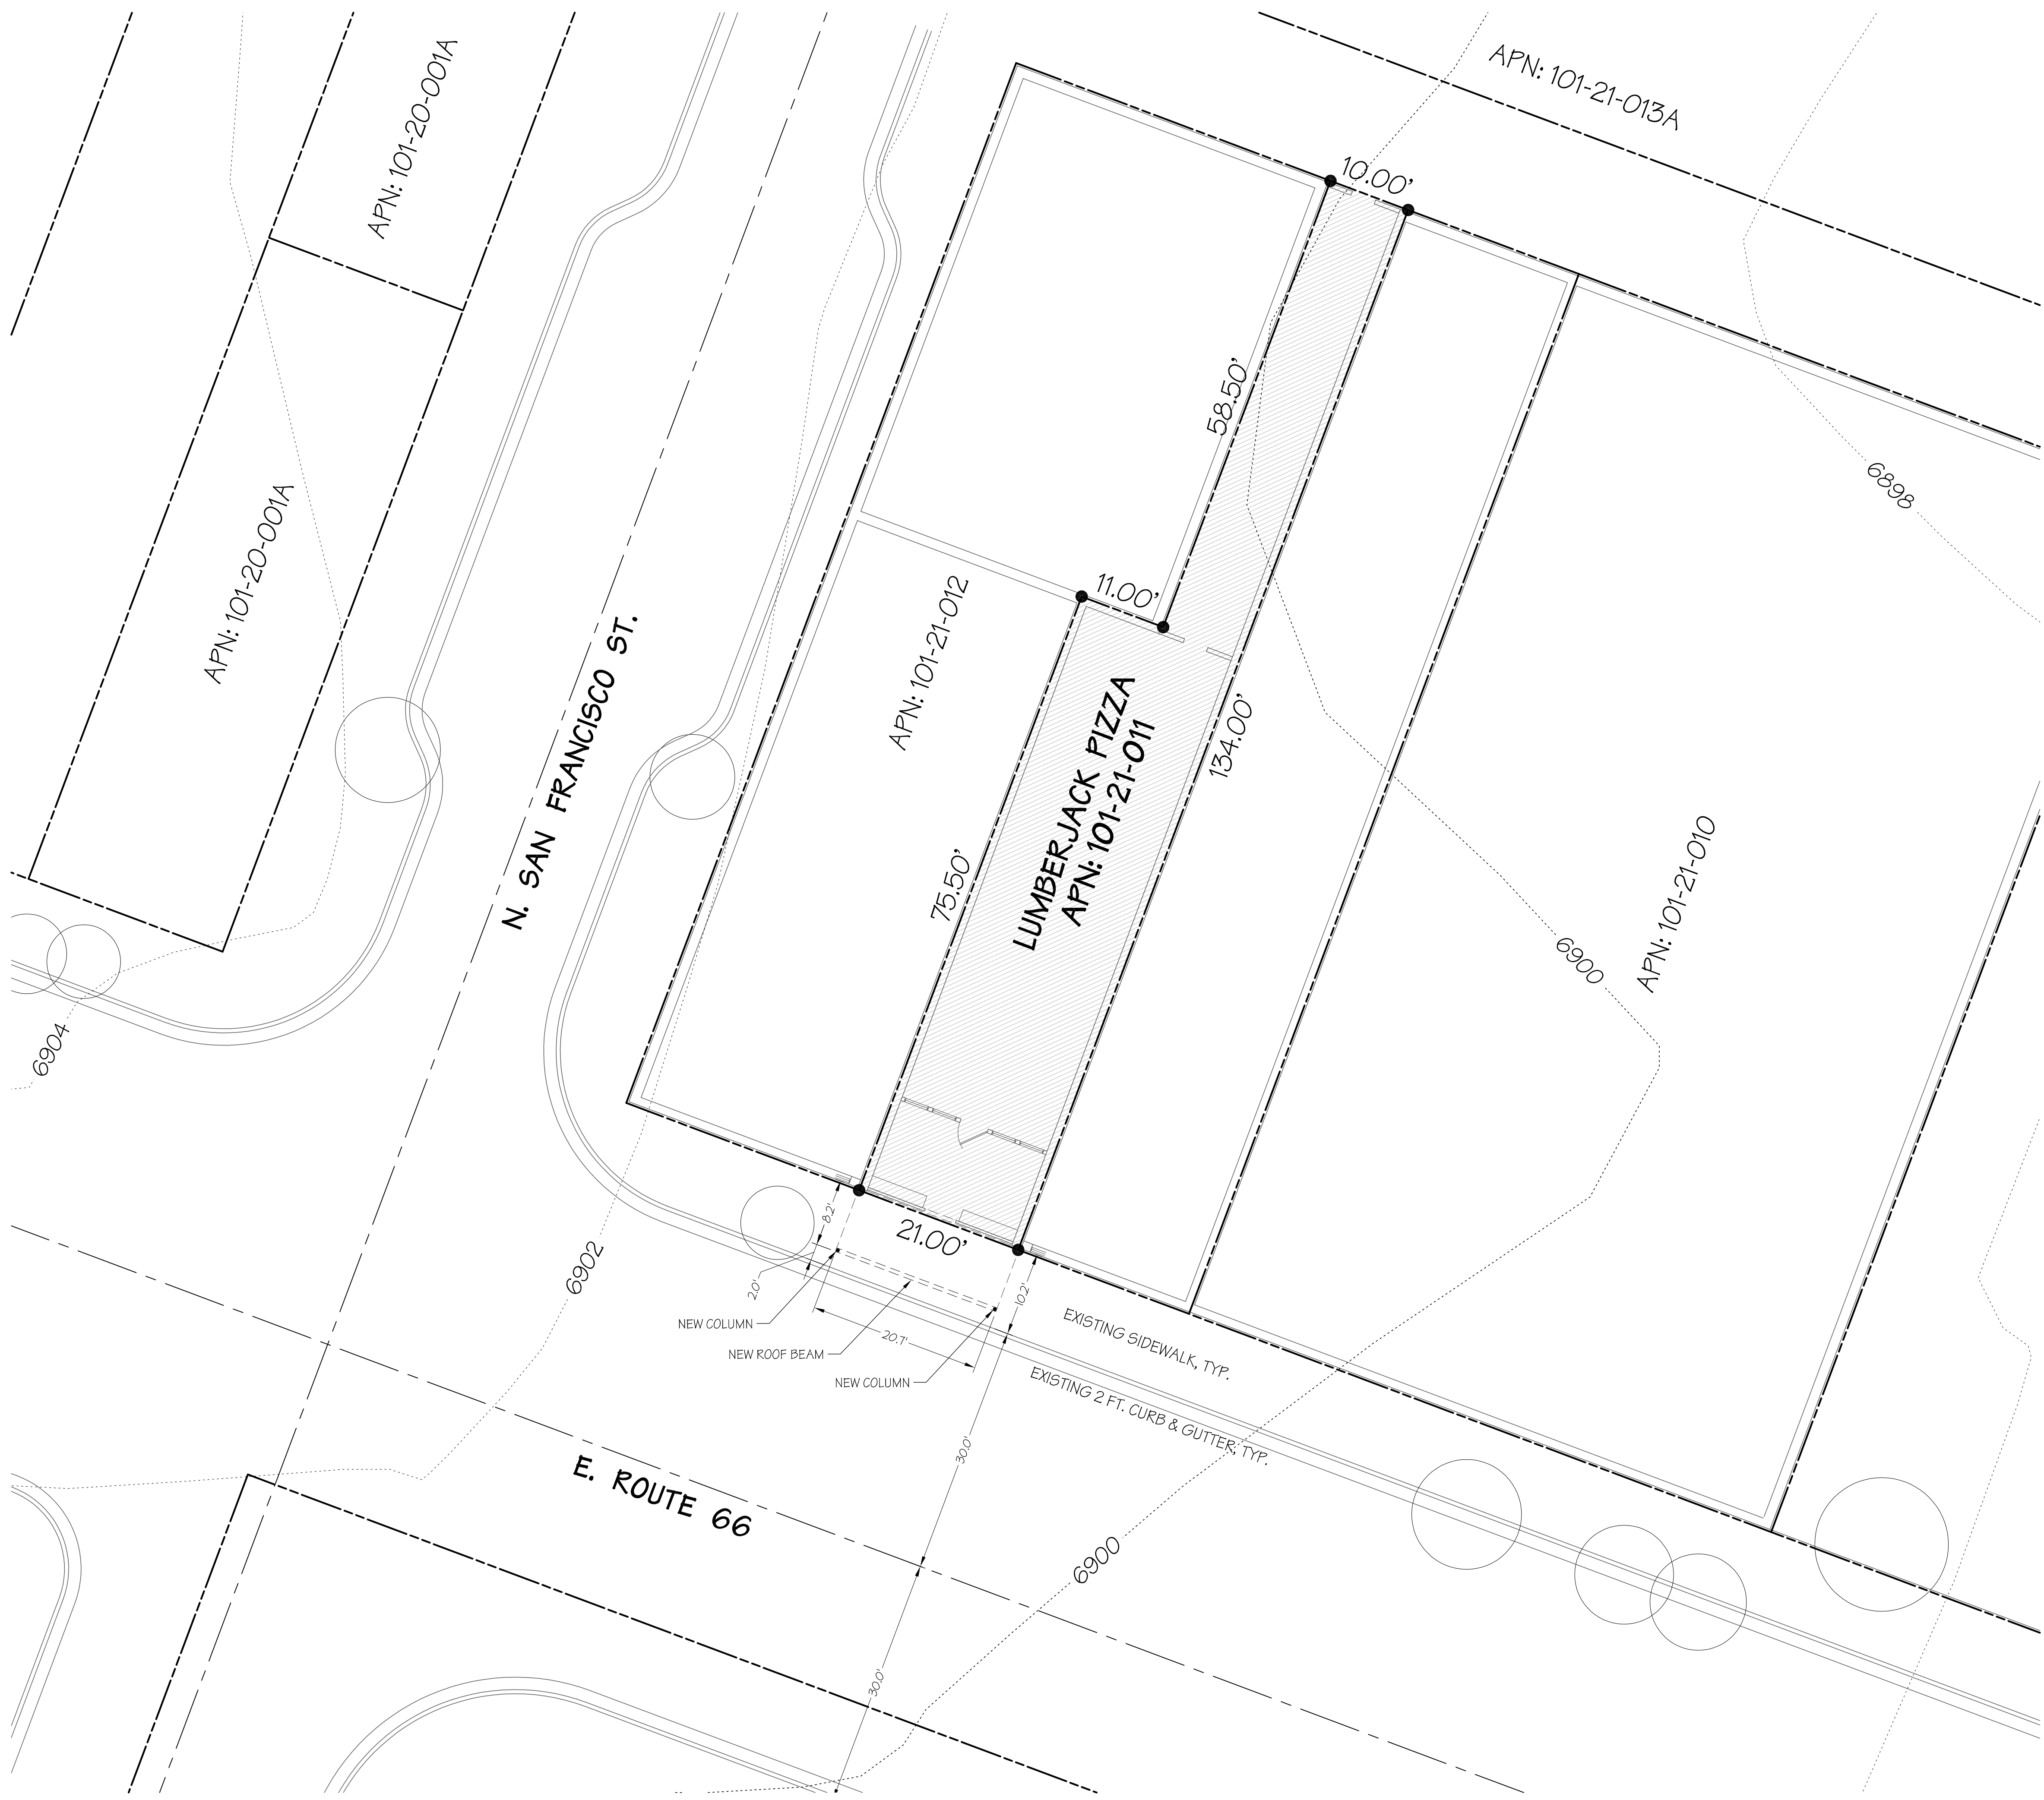 APN: 101-21-013A
APN: 101-20-001A
10.00'
58.50'
6898
APN: 101-20-001A
11.00'
APN: 101-21-012
N. SAN FRANCISCO ST.
LUMBERJACK PIZZA
APN: 101-21-011
134.00'
75.50'
APN: 101-21-010
6900
6904
8.2'
21.00'
6902
2.0'
10.2'
NEW COLUMN
20.7'
NEW ROOF BEAM
NEW COLUMN
EXISTING SIDEWALK, TYP.
EXISTING 2 FT. CURB & GUTTER, TYP.
30.0'
E. ROUTE 66
6900
30.0'